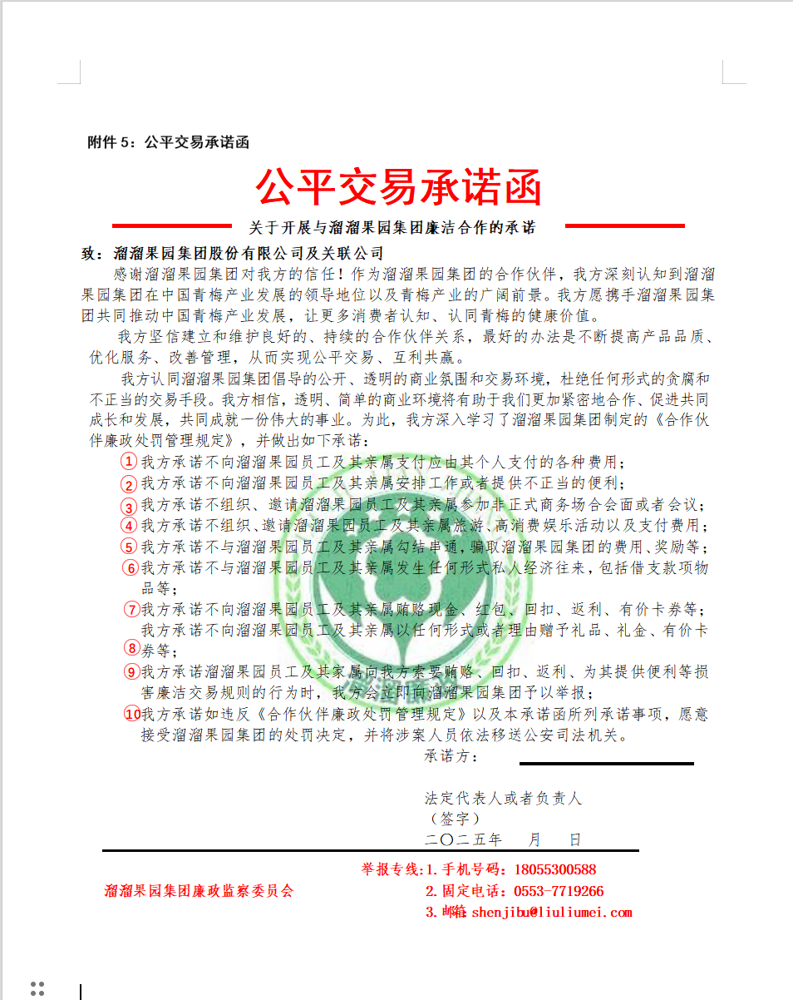 附件 5：公平交易承诺函
公平交易承诺函
关于开展与溜溜果园集团廉洁合作的承诺
致：溜溜果园集团股份有限公司及关联公司
感谢溜溜果园集团对我方的信任！作为溜溜果园集团的合作伙伴，我方深刻认知到溜溜
果园集团在中国青梅产业发展的领导地位以及青梅产业的广阔前景。我方愿携手溜溜果园集
团共同推动中国青梅产业发展，让更多消费者认知、认同青梅的健康价值。
我方坚信建立和维护良好的、持续的合作伙伴关系，最好的办法是不断提高产品品质、
优化服务、改善管理，从而实现公平交易、互利共赢。
我方认同溜溜果园集团倡导的公开、透明的商业氛围和交易环境，杜绝任何形式的贪腐和
不正当的交易手段。我方相信，透明、简单的商业环境将有助于我们更加紧密地合作、促进共同
成长和发展，共同成就一份伟大的事业。为此，我方深入学习了溜溜果园集团制定的《合作伙
伴廉政处罚管理规定》，并做出如下承诺：
①我方承诺不向溜溜果园员工及其亲属支付应由其个人支付的各种费用；
②我方承诺不向溜溜果园员工及其亲属安排工作或者提供不正当的便利；
③我方承诺不组织、邀请溜溜果园员工及其亲属参加非正式商务场合会面或者会议；
④我方承诺不组织、邀请溜溜果园员工及其亲属旅游、高消费娱乐活动以及支付费用；
⑤我方承诺不与溜溜果园员工及其亲属勾结串通，骗取溜溜果园集团的费用、奖励等；
⑥我方承诺不与溜溜果园员工及其亲属发生任何形式私人经济往来，包括借支款项物
品等；
⑦我方承诺不向溜溜果园员工及其亲属贿赂现金、红包、回扣、返利、有价卡券等；
我方承诺不向溜溜果园员工及其亲属以任何形式或者理由赠予礼品、礼金、有价卡
⑧券等；
⑨我方承诺溜溜果园员工及其家属向我方索要贿赂、回扣、返利、为其提供便利等损
害廉洁交易规则的行为时，我方会立即向溜溜果园集团予以举报；
⑩我方承诺如违反《合作伙伴廉政处罚管理规定》以及本承诺函所列承诺事项，愿意
接受溜溜果园集团的处罚决定，并将涉案人员依法移送公安司法机关。
溜溜廉政
承诺方：
法定代表人或者负责人
（签字）
二〇二五年 月 日
举报专线:1.手机号码：18055300588
溜溜果园集团廉政监察委员会
2.固定电话：0553-7719266
3.邮箱：shenjibu@liuliumei.com